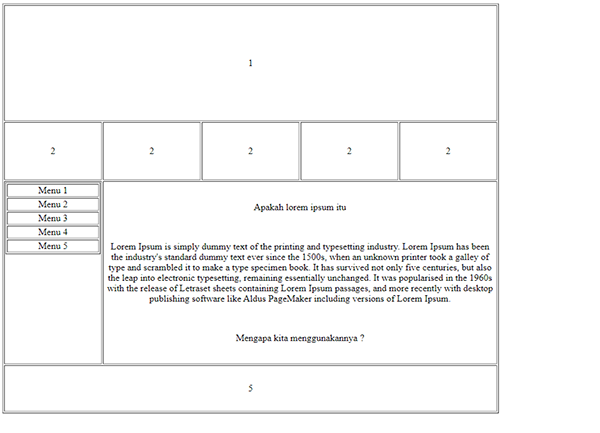 1
2 2 2 2 2
Menu 1
Menu 2
Menu 3
Menu 4
Menu 5
Apakah lorem ipsum itu
Lorem Ipsum is simply dummy text of the printing and typesetting industry. Lorem Ipsum has been
the industry's standard dummy text ever since the 1500s, when an unknown printer took a galley of
type and scrambled it to make a type specimen book. It has survived not only five centuries, but also
the leap into electronic typesetting, remaining essentially unchanged. It was popularised in the 1960s
with the release of Letraset sheets containing Lorem Ipsum passages, and more recently with desktop
publishing software like Aldus PageMaker including versions of Lorem Ipsum.
Mengapa kita menggunakannya ?
5